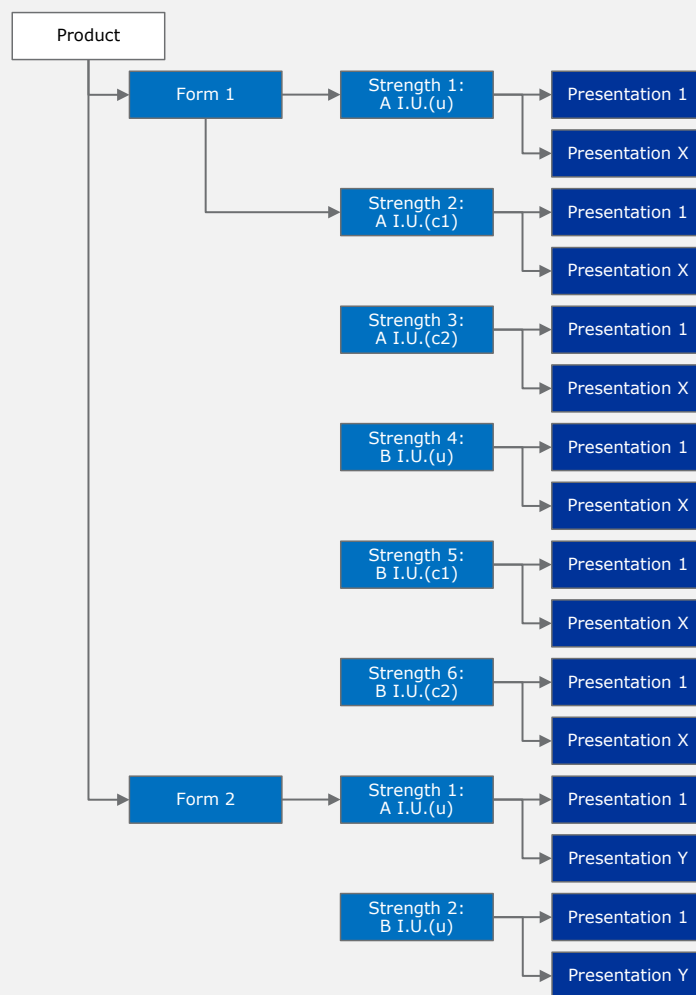 Product
Form 1
Strength 1:
A I.U.(u)
Presentation 1
Presentation X
Strength 2:
A I.U.(c1)
Presentation 1
Presentation X
Strength 3:
A I.U.(c2)
Presentation 1
Presentation X
Strength 4:
B I.U.(u)
Presentation 1
Presentation X
Strength 5:
B I.U.(c1)
Presentation 1
Presentation X
Strength 6:
B I.U.(c2)
Presentation 1
Presentation X
Form 2
Strength 1:
A I.U.(u)
Presentation 1
Presentation Y
Strength 2:
B I.U.(u)
Presentation 1
Presentation Y